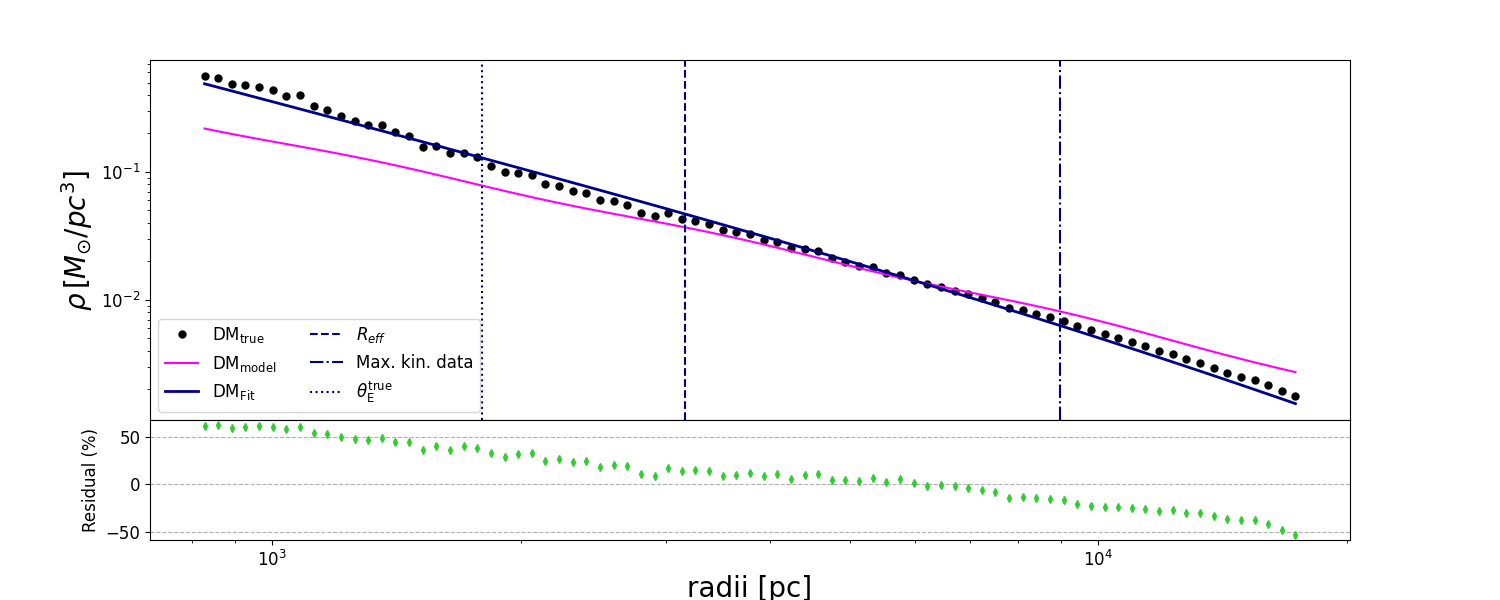 ρ [M⊙/pc³]
10⁻¹
10⁻²
DM_true
DM_model
DM_Fit
R_eff
Max. kin. data
θ_E^true
Residual (%)
50
0
−50
10³
10⁴
radii [pc]